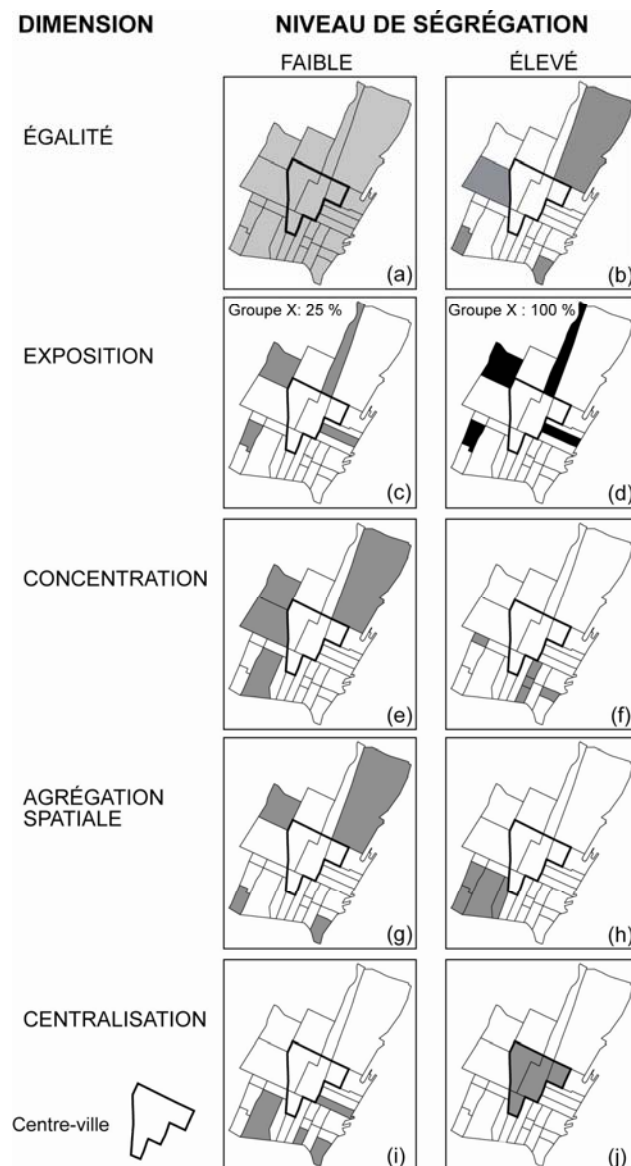 DIMENSION
NIVEAU DE SÉGRÉGATION
FAIBLE
ÉLEVÉ
ÉGALITÉ
(a)
(b)
Groupe X: 25 %
Groupe X : 100 %
EXPOSITION
(c)
(d)
CONCENTRATION
(e)
(f)
AGRÉGATION
SPATIALE
(g)
(h)
CENTRALISATION
Centre-ville
(i)
(j)